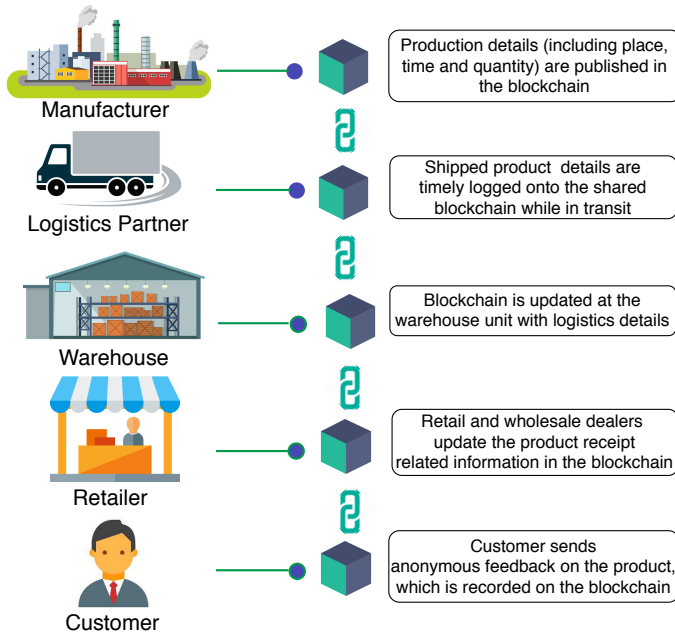 Manufacturer
Production details (including place,
time and quantity) are published in
the blockchain
Logistics Partner
Shipped product details are
timely logged onto the shared
blockchain while in transit
Warehouse
Blockchain is updated at the
warehouse unit with logistics details
Retailer
Retail and wholesale dealers
update the product receipt
related information in the blockchain
Customer
Customer sends
anonymous feedback on the product,
which is recorded on the blockchain